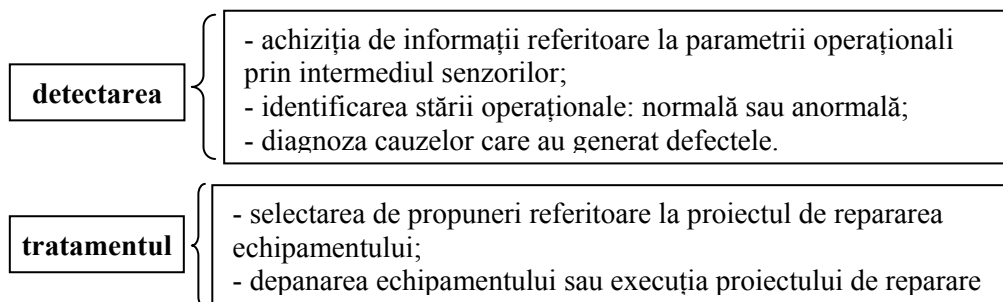 detectarea
- achiziția de informații referitoare la parametrii operaționali
prin intermediul senzorilor;
- identificarea stării operaționale: normală sau anormală;
- diagnoza cauzelor care au generat defectele.
tratamentul
- selectarea de propuneri referitoare la proiectul de repararea
echipamentului;
- depanarea echipamentului sau execuția proiectului de reparare